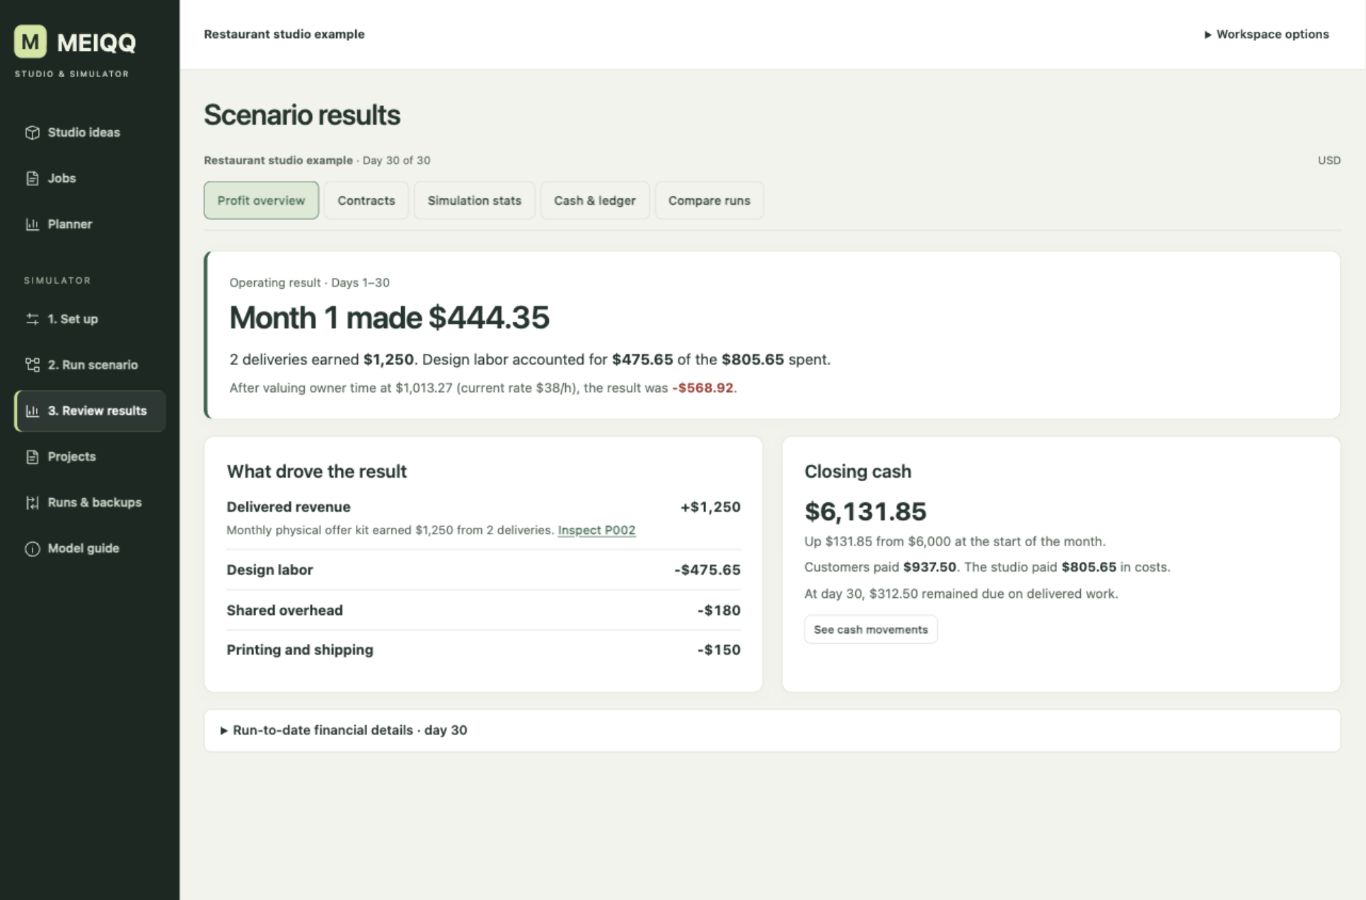 M MEIQQ
STUDIO & SIMULATOR
Studio ideas
Jobs
Planner
SIMULATOR
1. Set up
2. Run scenario
3. Review results
Projects
Runs & backups
Model guide
Restaurant studio example
▶ Workspace options
Scenario results
Restaurant studio example · Day 30 of 30
USD
Profit overview
Contracts
Simulation stats
Cash & ledger
Compare runs
Operating result · Days 1–30
Month 1 made $444.35
2 deliveries earned $1,250. Design labor accounted for $475.65 of the $805.65 spent.
After valuing owner time at $1,013.27 (current rate $38/h), the result was -$568.92.
What drove the result
Delivered revenue +$1,250
Monthly physical offer kit earned $1,250 from 2 deliveries. Inspect P002
Design labor -$475.65
Shared overhead -$180
Printing and shipping -$150
Closing cash
$6,131.85
Up $131.85 from $6,000 at the start of the month.
Customers paid $937.50. The studio paid $805.65 in costs.
At day 30, $312.50 remained due on delivered work.
See cash movements
▶ Run-to-date financial details · day 30